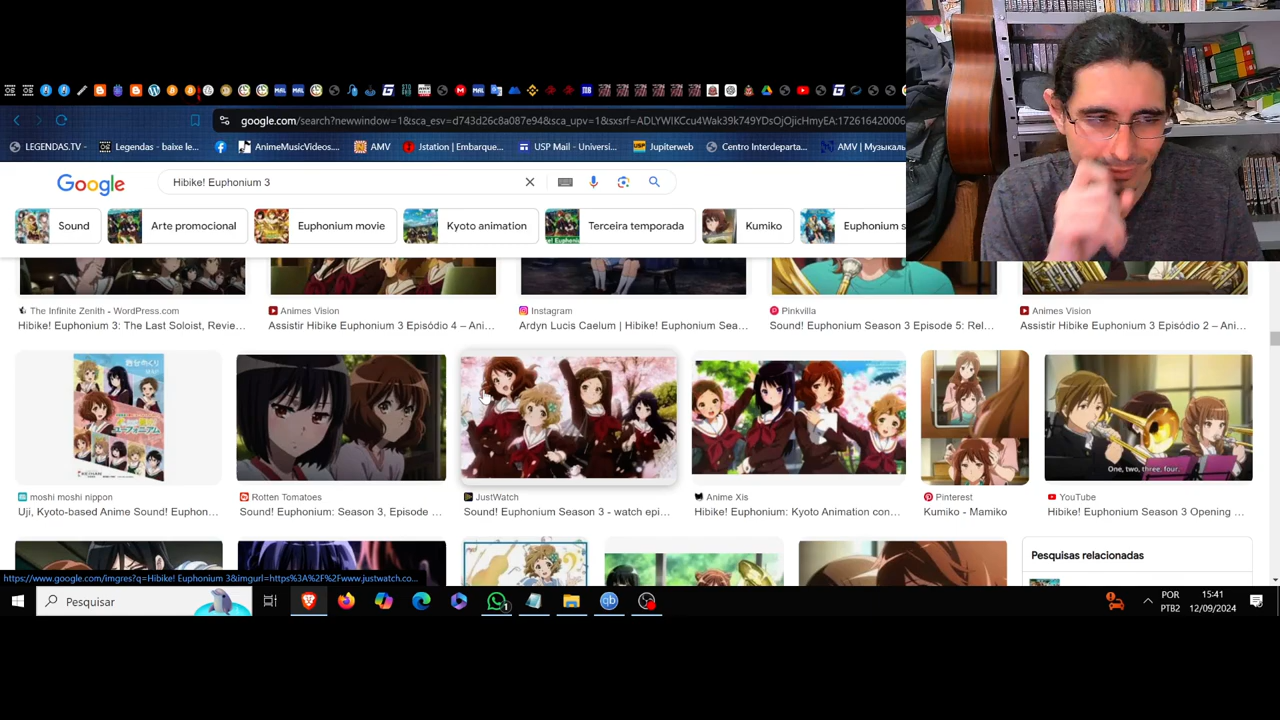 LEGENDAS.TV
Legendas - baixe le...
AnimeMusicVideos....
AMV
Jstation | Embarque...
USP Mail - Universi...
Jupiterweb
Centro Interdeparta...
google.com/search?newwindow=1&sca_esv=d743d26c8a087e94&sca_upv=1&sxsrf=ADLYWIKCcu4Wak39k749YDsOjOjicHmyEA:172616420006
Google
Hibike! Euphonium 3
Sound
Arte promocional
Euphonium movie
Kyoto animation
Terceira temporada
Kumiko
Euphonium s
The Infinite Zenith - WordPress.com
Hibike! Euphonium 3: The Last Soloist, Revie...
Animes Vision
Assistir Hibike Euphonium 3 Episódio 4 – Ani...
Instagram
Ardyn Lucis Caelum | Hibike! Euphonium Sea...
Pinkvilla
Sound! Euphonium Season 3 Episode 5: Rel...
Animes Vision
Assistir Hibike Euphonium 3 Episódio 2 – Ani...
One, two, three, four,
moshi moshi nippon
Uji, Kyoto-based Anime Sound! Euphon...
Rotten Tomatoes
Sound! Euphonium: Season 3, Episode ...
JustWatch
Sound! Euphonium Season 3 - watch epi...
Anime Xis
Hibike! Euphonium: Kyoto Animation con...
Pinterest
Kumiko - Mamiko
YouTube
Hibike! Euphonium Season 3 Opening ...
Pesquisas relacionadas
https://www.google.com/imgres?q=Hibike! Euphonium 3&imgurl=https%3A%2F%2Fwww.justwatch.co...
Pesquisar
POR
PTB2
15:41
12/09/2024